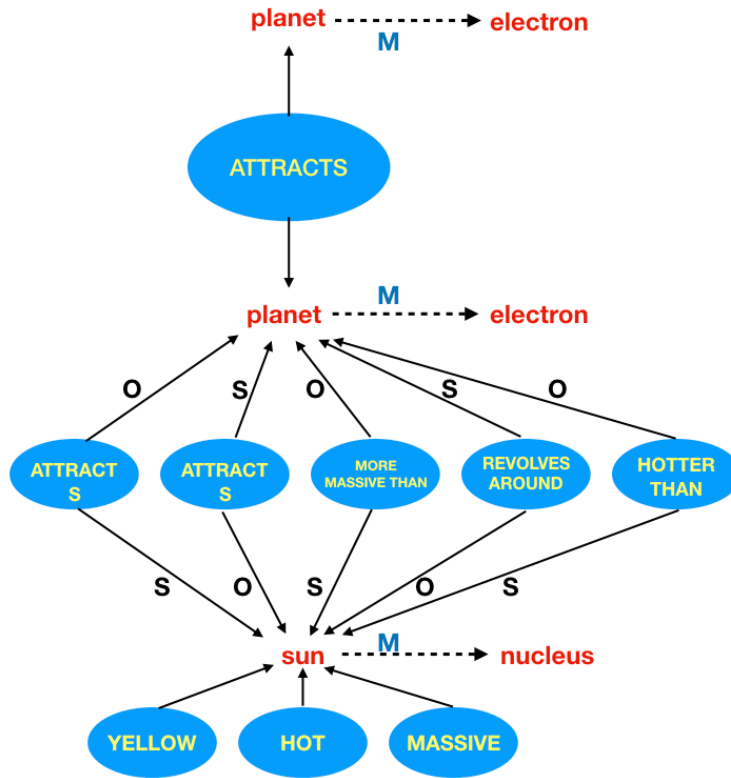 planet
electron
M
ATTRACTS
M
planet
electron
O
S
O
S
O
ATTRACT
S
ATTRACT
S
MORE
MASSIVE THAN
REVOLVES
AROUND
HOTTER
THAN
S
O
S
O
S
M
sun
nucleus
YELLOW
HOT
MASSIVE